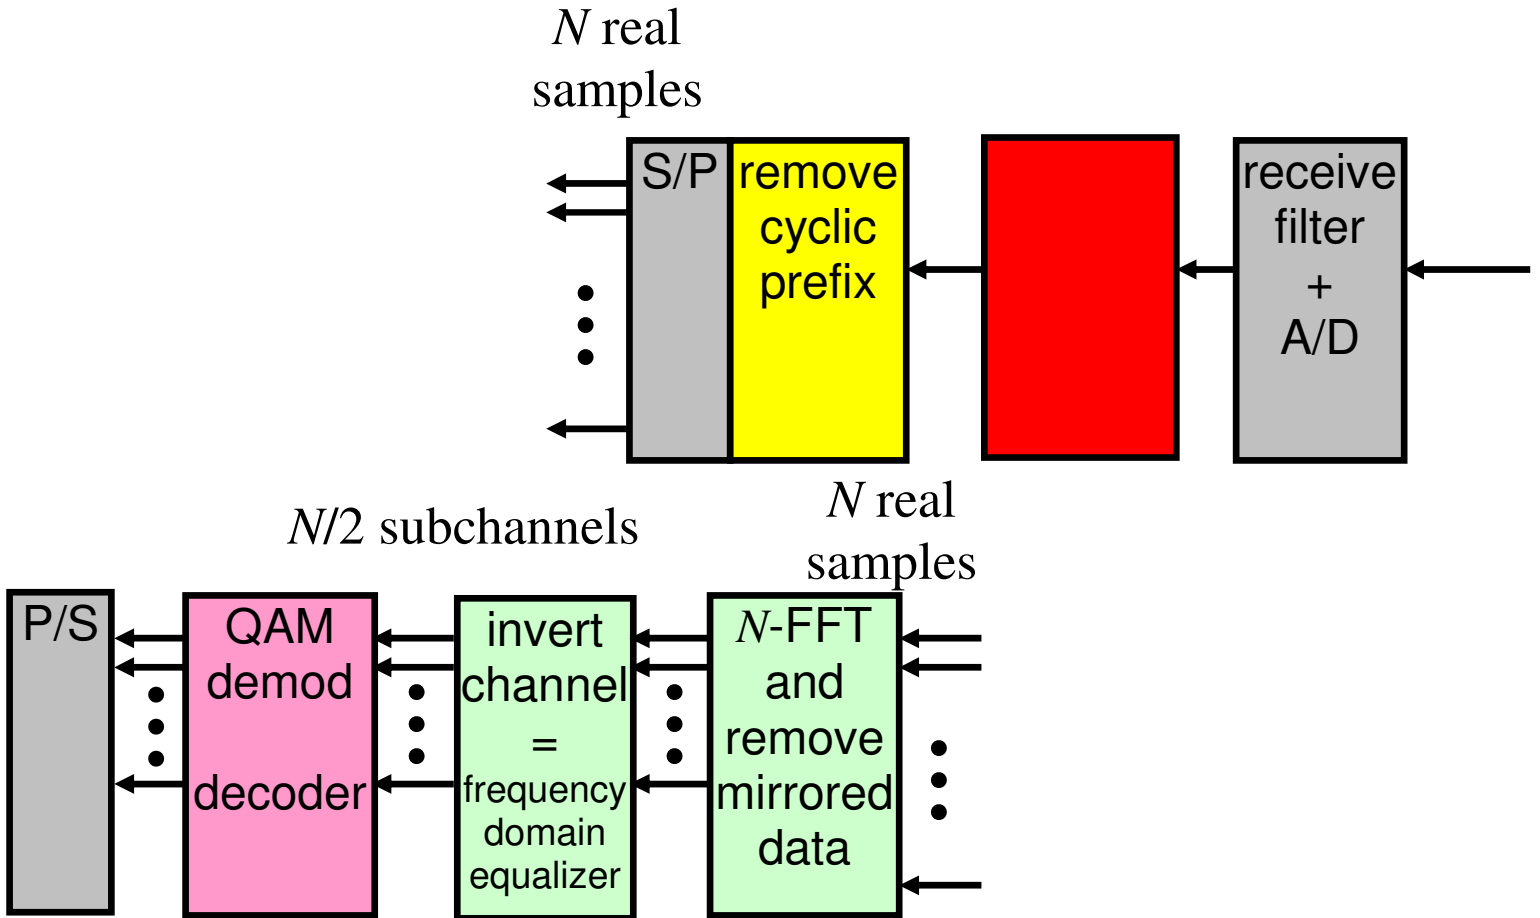 N real
samples
S/P
remove
cyclic
prefix
receive
filter
+
A/D
N/2 subchannels
N real
samples
P/S
QAM
demod
decoder
invert
channel
=
frequency
domain
equalizer
N-FFT
and
remove
mirrored
data